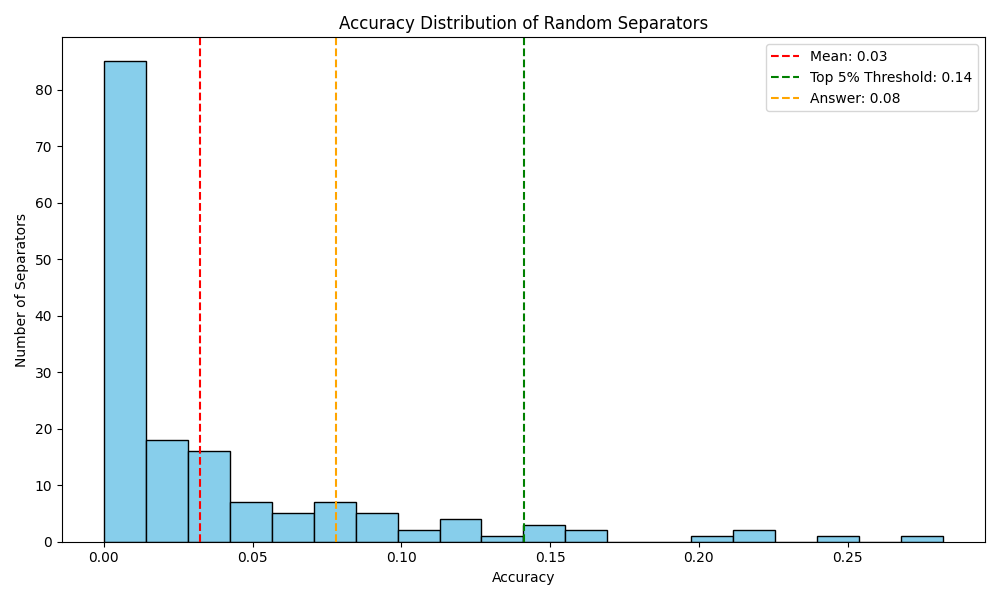 Accuracy Distribution of Random Separators
Mean: 0.03
Top 5% Threshold: 0.14
Answer: 0.08
Number of Separators
80
70
60
50
40
30
20
10
0
0.00 0.05 0.10 0.15 0.20 0.25
Accuracy